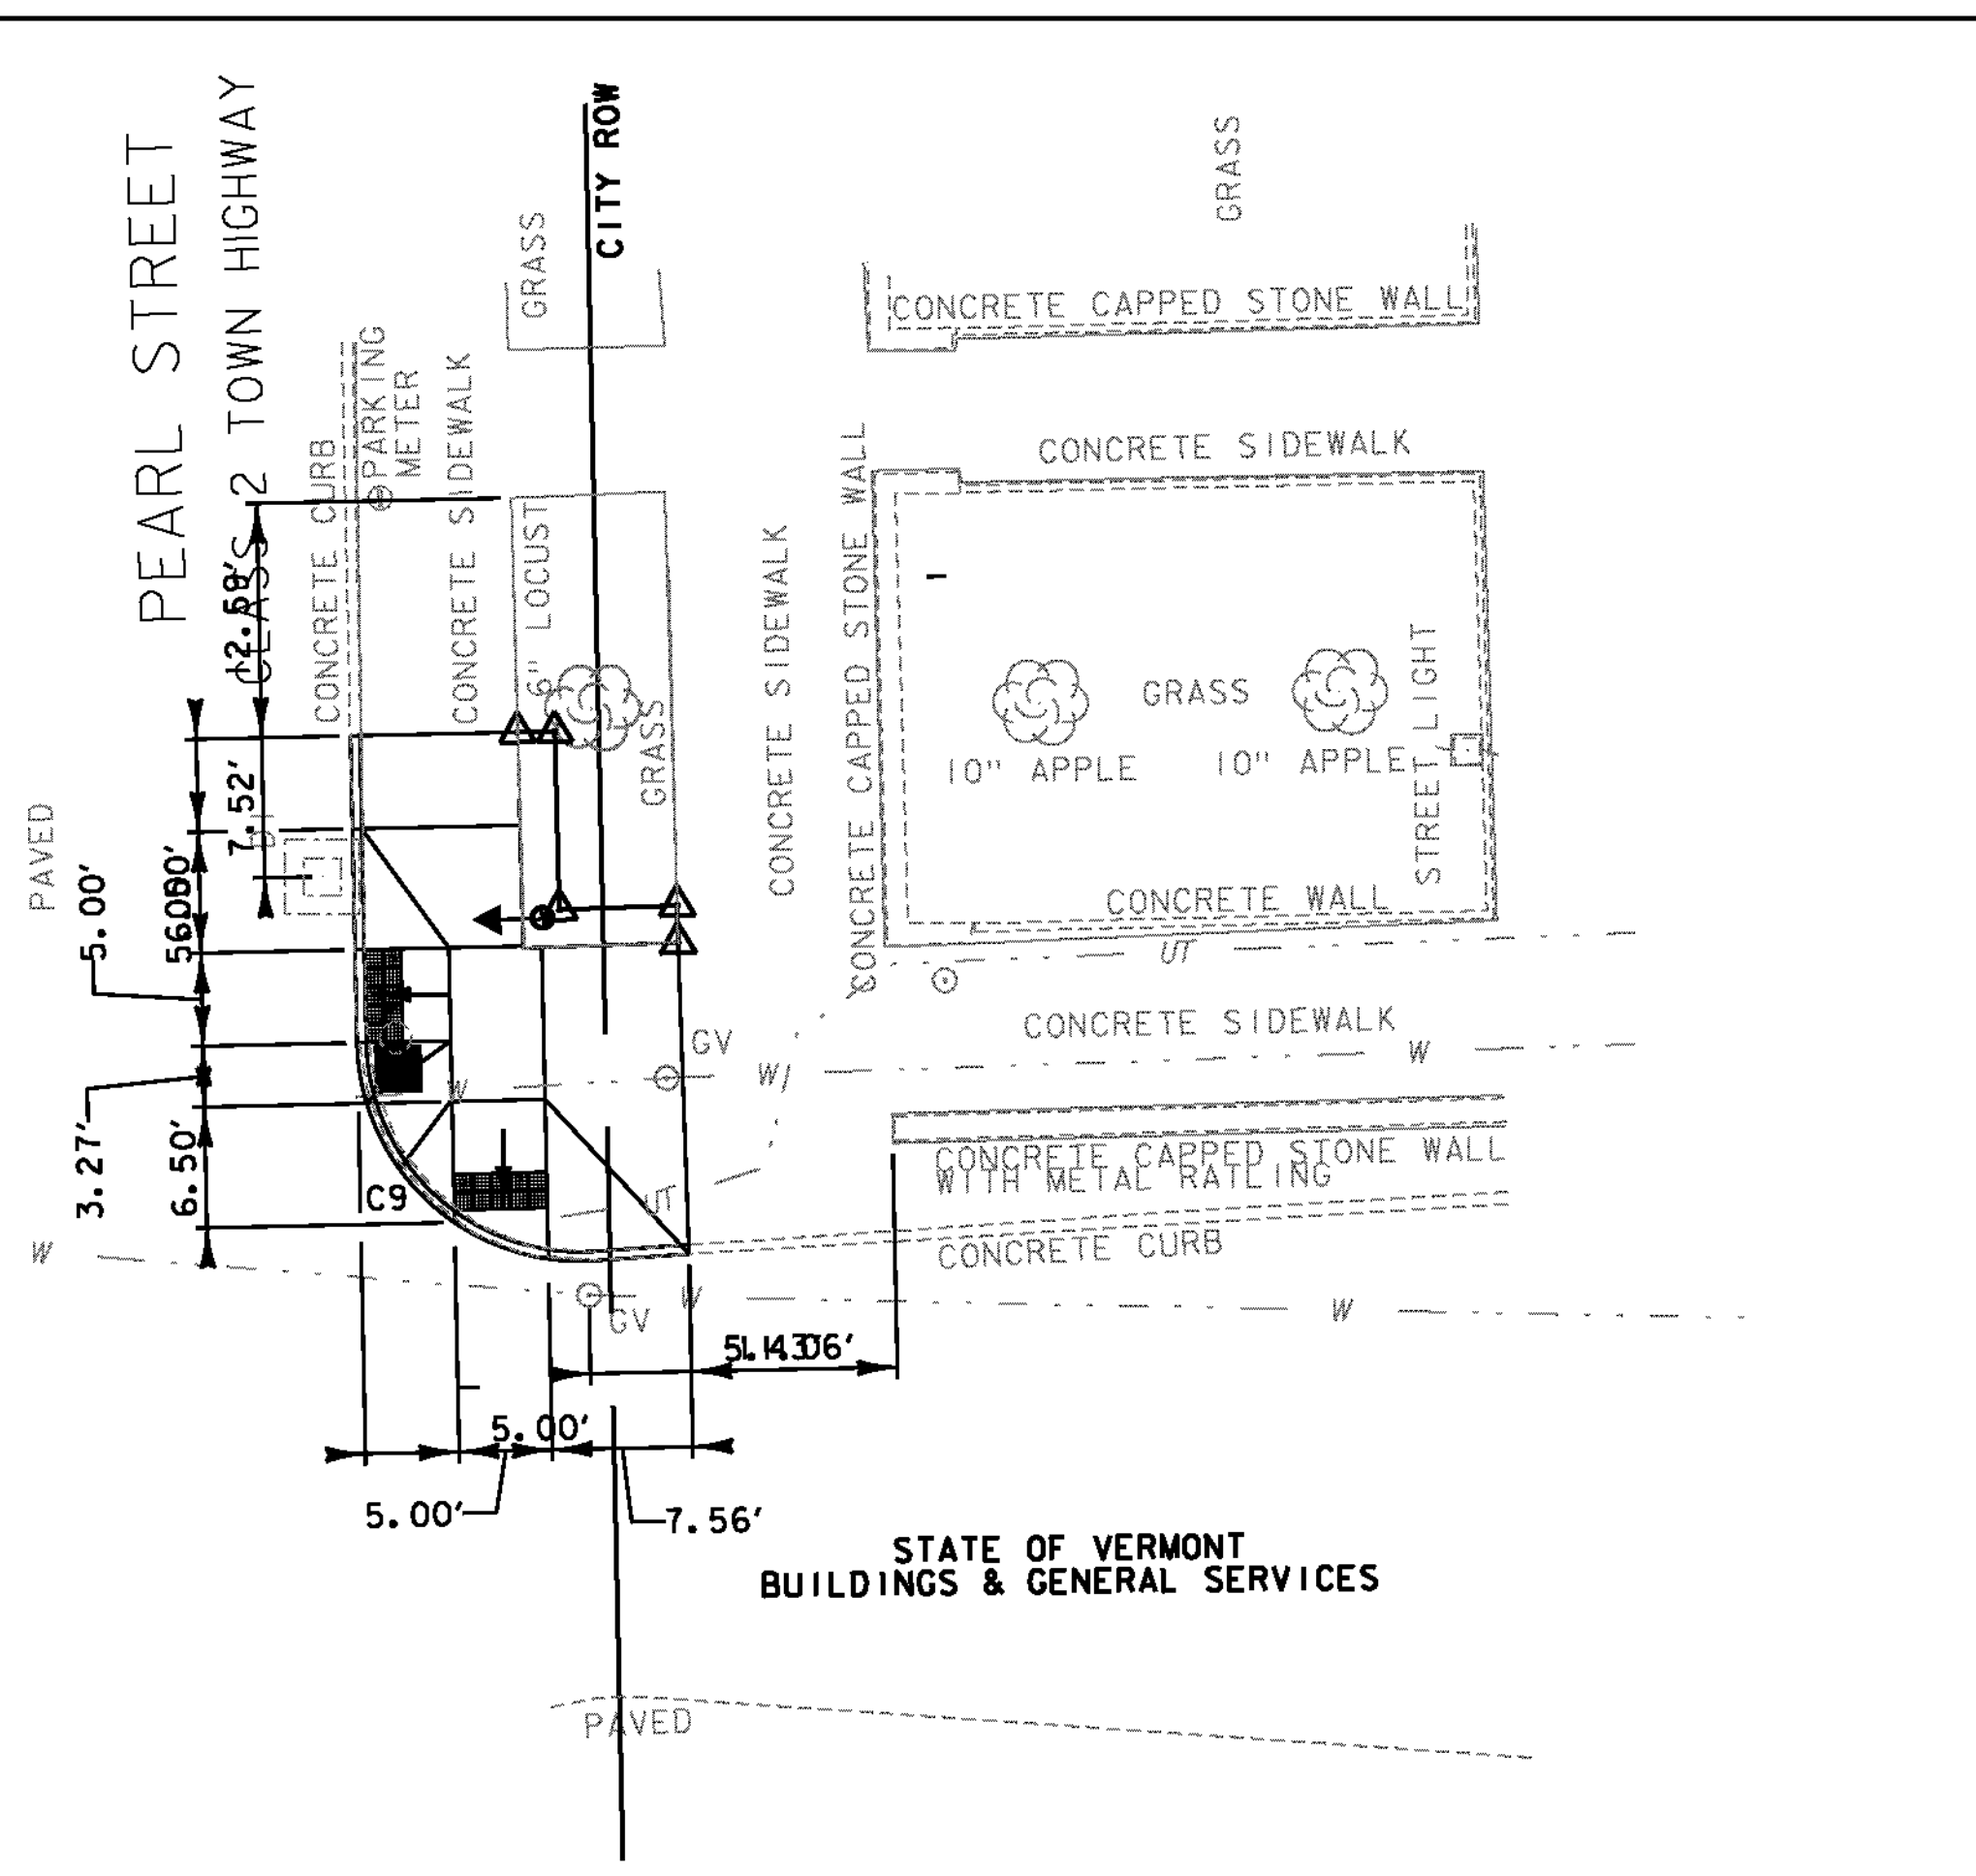 PEARL STREET
CLASS 2 TOWN HIGHWAY
CITY ROW
GRASS
GRASS
CONCRETE CAPPED STONE WALL
PARKING
METER
CONCRETE CURB
CONCRETE SIDEWALK
6" LOCUST
GRASS
CONCRETE SIDEWALK
CONCRETE CAPPED STONE WALL
CONCRETE SIDEWALK
GRASS
10" APPLE
10" APPLE
STREET LIGHT
CONCRETE WALL
PAVED
7.52'
5.00'
3.27'
6.50'
C9
UT
CONCRETE SIDEWALK
GV
W
W
W
CONCRETE CAPPED STONE WALL
WITH METAL RAILING
UT
CONCRETE CURB
W
GV
W
W
5.00'
5.00'
7.56'
STATE OF VERMONT
BUILDINGS & GENERAL SERVICES
PAVED